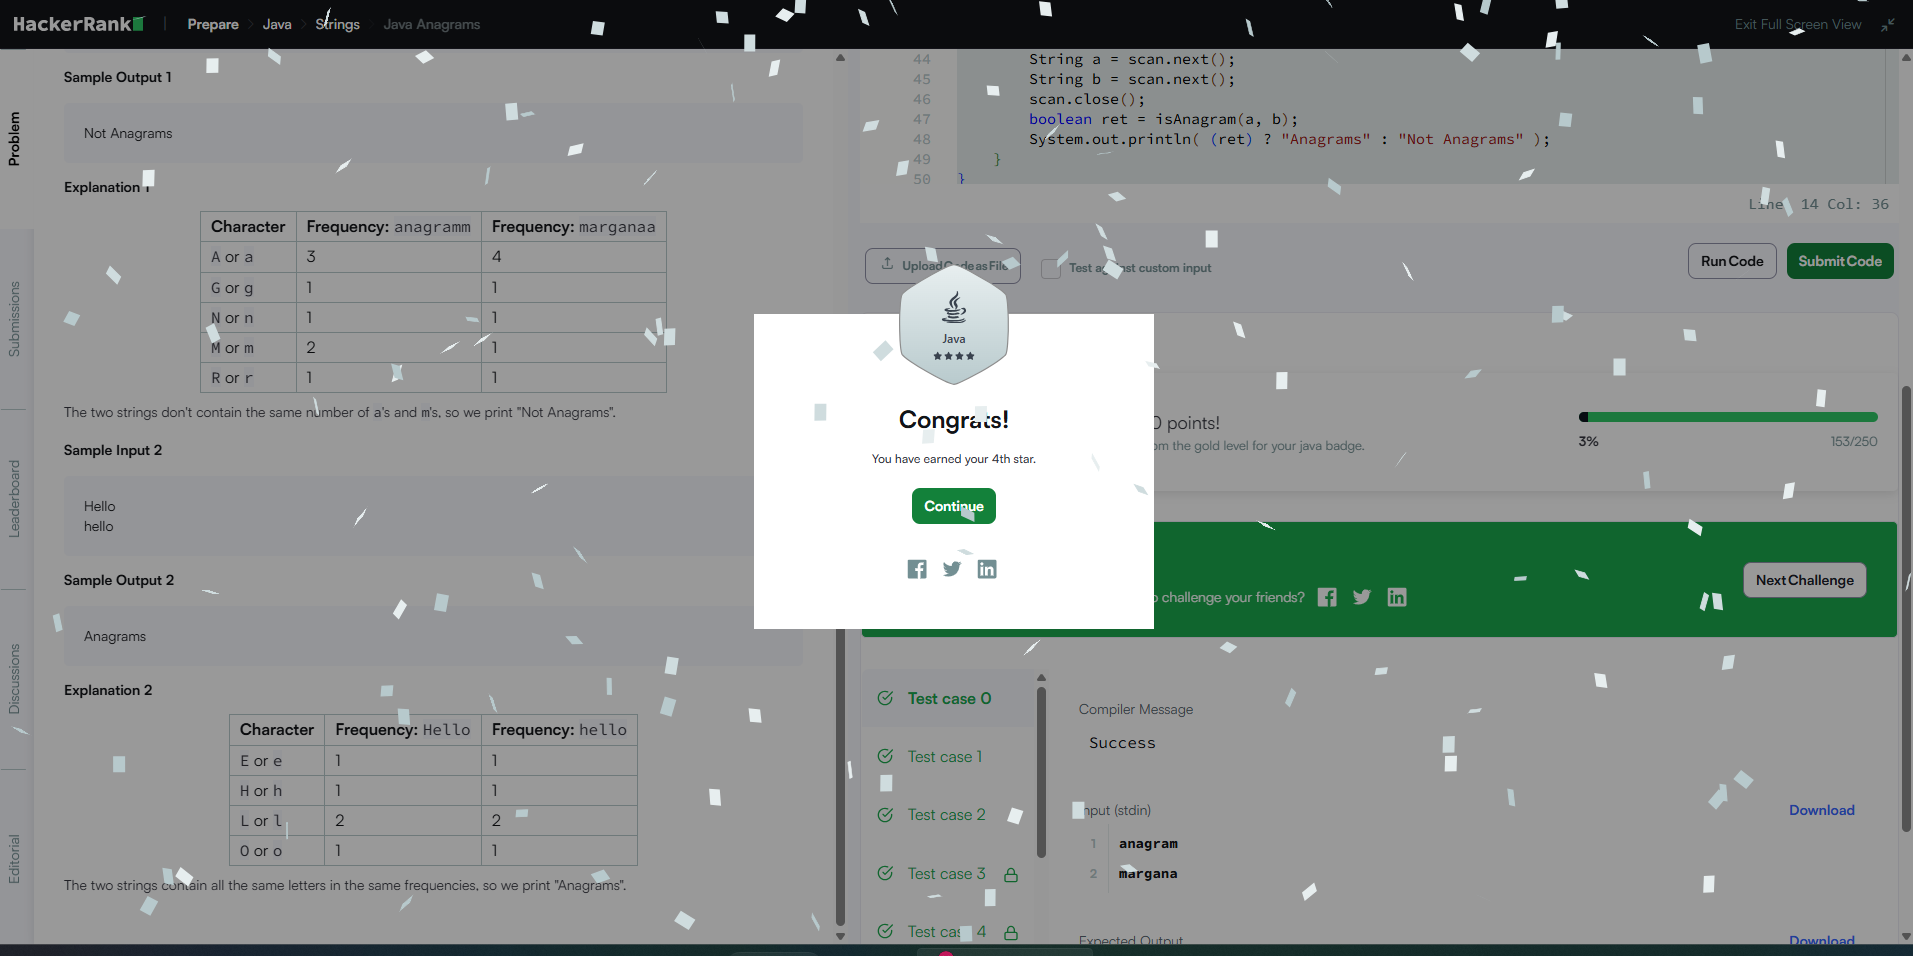 HackerRank
Prepare
Java
Strings
Java Anagrams
Exit Full Screen View
Problem
Submissions
Leaderboard
Discussions
Editorial
Sample Output 1
Not Anagrams
Explanation 1
Character Frequency: anagramm Frequency: marganaa
A or a 3 4
G or g 1 1
N or n 1 1
M or m 2 1
R or r 1 1
The two strings don't contain the same number of a's and m's, so we print "Not Anagrams".
Sample Input 2
Hello
hello
Sample Output 2
Anagrams
Explanation 2
Character Frequency: Hello Frequency: hello
E or e 1 1
H or h 1 1
L or l 2 2
O or o 1 1
The two strings contain all the same letters in the same frequencies, so we print "Anagrams".
44 String a = scan.next();
45 String b = scan.next();
46 scan.close();
47 boolean ret = isAnagram(a, b);
48 System.out.println( (ret) ? "Anagrams" : "Not Anagrams" );
49 }
50 }
Line: 14 Col: 36
Upload Code as File
Test against custom input
Run Code
Submit Code
Java
Congrats!
You have earned your 4th star.
Continue
0 points!
from the gold level for your java badge.
3%
153/250
to challenge your friends?
Next Challenge
Test case 0
Test case 1
Test case 2
Test case 3
Test case 4
Compiler Message
Success
Input (stdin)
Download
1 anagram
2 margana
Expected Output
Download